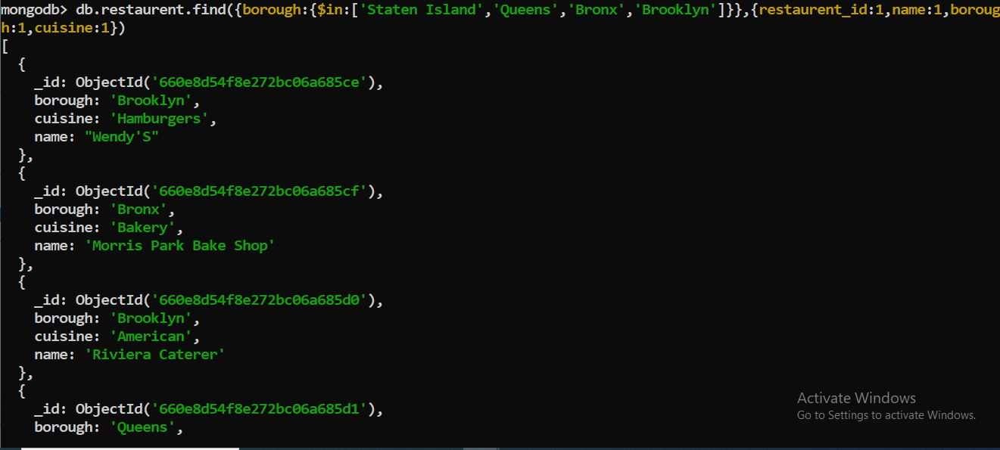 mongodb> db.restaurent.find({borough:{$in:['Staten Island','Queens','Bronx','Brooklyn']}},{restaurent_id:1,name:1,boroug
h:1,cuisine:1})
[
  {
    _id: ObjectId('660e8d54f8e272bc06a685ce'),
    borough: 'Brooklyn',
    cuisine: 'Hamburgers',
    name: "Wendy'S"
  },
  {
    _id: ObjectId('660e8d54f8e272bc06a685cf'),
    borough: 'Bronx',
    cuisine: 'Bakery',
    name: 'Morris Park Bake Shop'
  },
  {
    _id: ObjectId('660e8d54f8e272bc06a685d0'),
    borough: 'Brooklyn',
    cuisine: 'American',
    name: 'Riviera Caterer'
  },
  {
    _id: ObjectId('660e8d54f8e272bc06a685d1'),
    borough: 'Queens',
Activate Windows
Go to Settings to activate Windows.